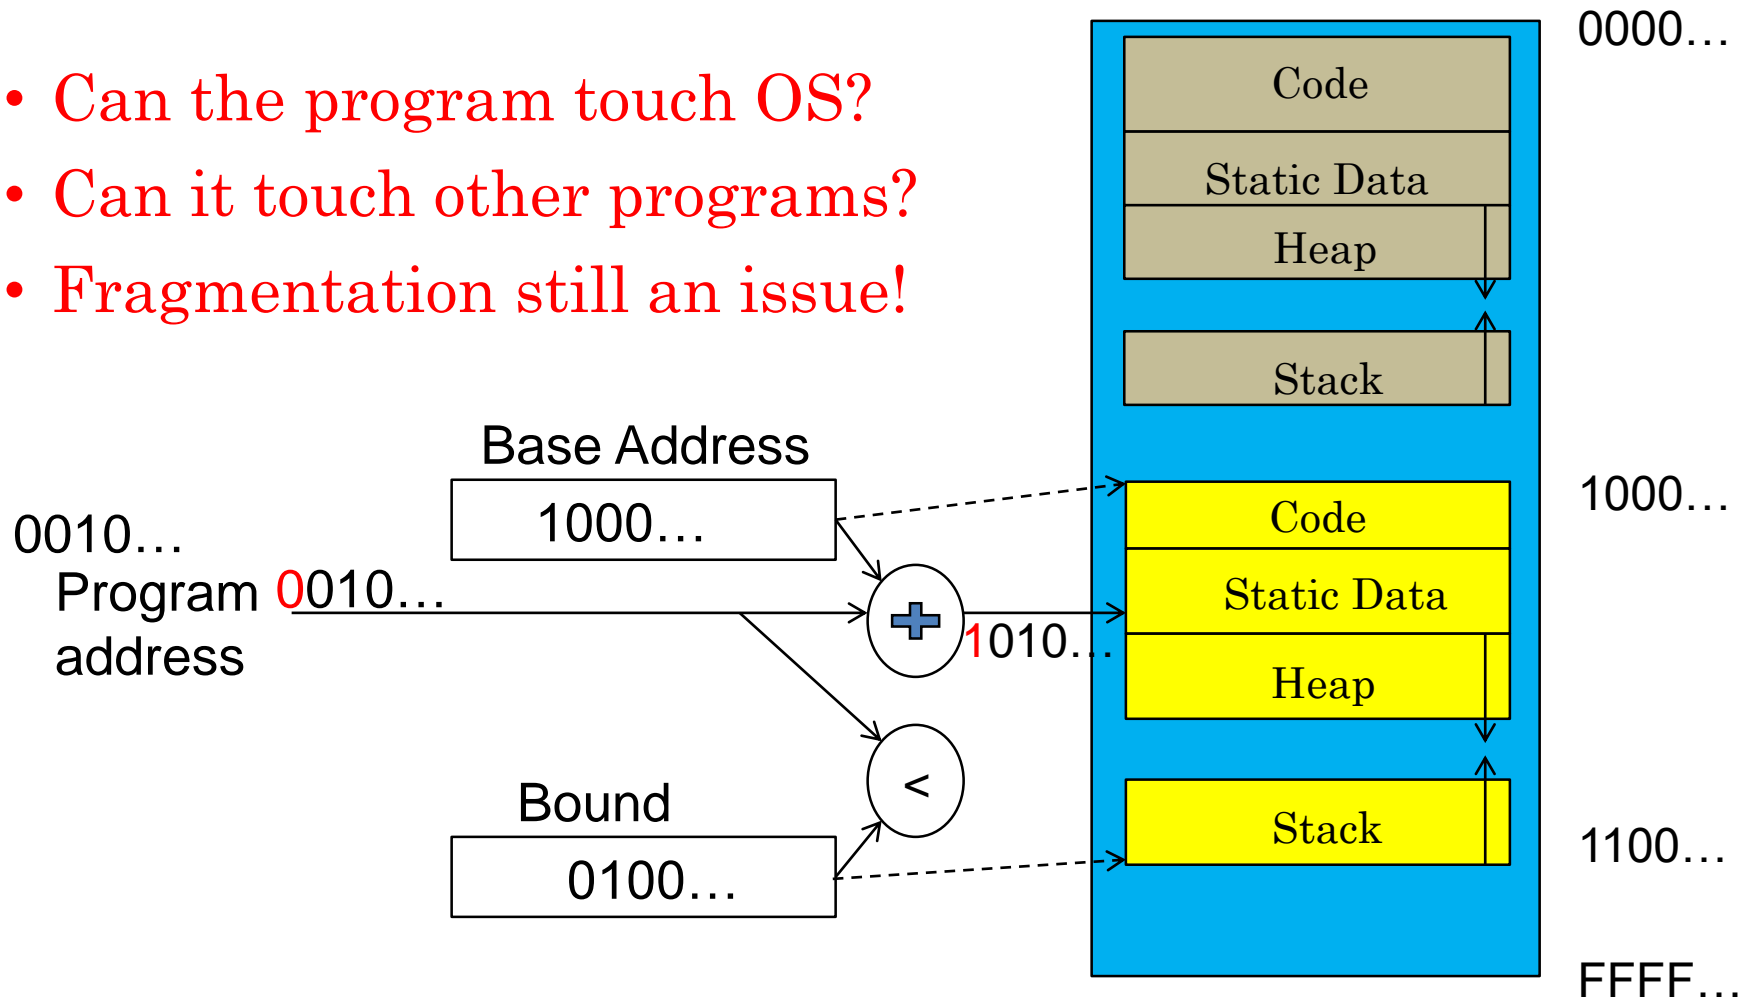 • Can the program touch OS?
• Can it touch other programs?
• Fragmentation still an issue!
Base Address
1000…
0010…
Program 0010…
address
1010…
<
Bound
0100…
Code
Static Data
Heap
Stack
Code
Static Data
Heap
Stack
0000…
1000…
1100…
FFFF…